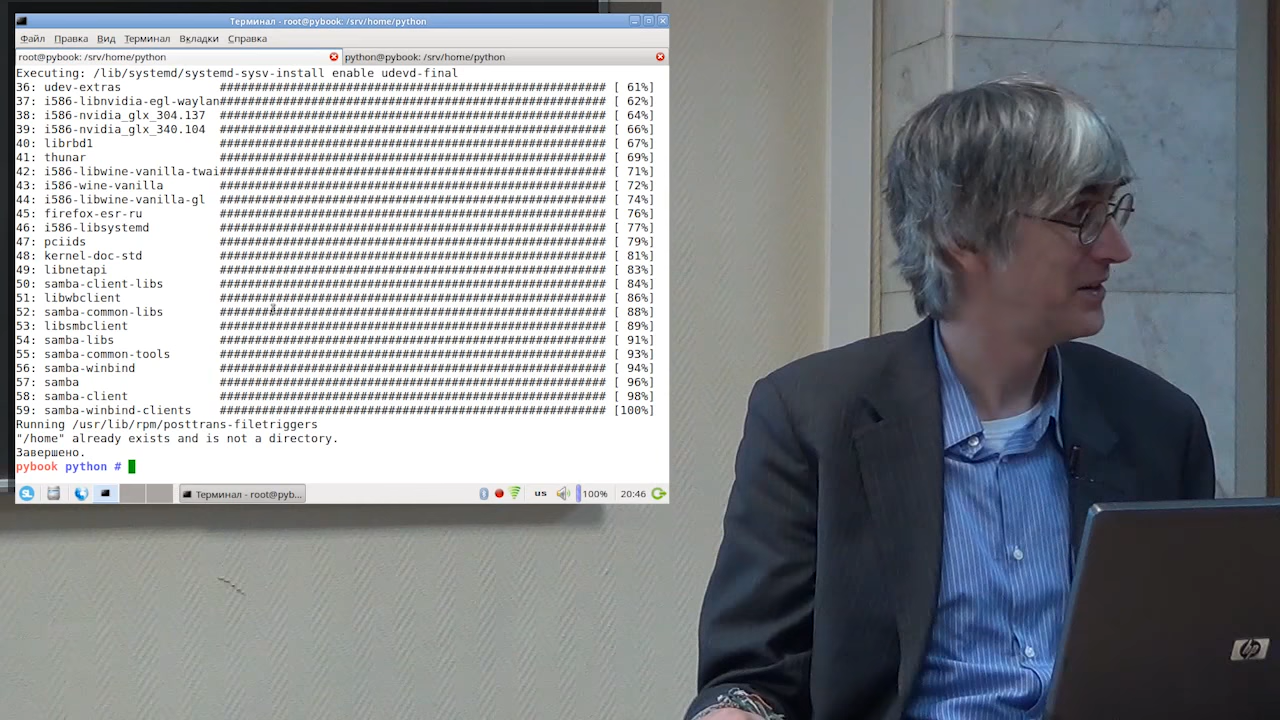 Терминал - root@pybook: /srv/home/python
Файл Правка Вид Терминал Вкладки Справка
root@pybook: /srv/home/python python@pybook: /srv/home/python
Executing: /lib/systemd/systemd-sysv-install enable udevd-final
36: udev-extras ####################################################### [ 61%]
37: i586-libnvidia-egl-waylan####################################################### [ 62%]
38: i586-nvidia_glx_304.137 ####################################################### [ 64%]
39: i586-nvidia_glx_340.104 ####################################################### [ 66%]
40: librbd1 ####################################################### [ 67%]
41: thunar ####################################################### [ 69%]
42: i586-libwine-vanilla-twai####################################################### [ 71%]
43: i586-wine-vanilla ####################################################### [ 72%]
44: i586-libwine-vanilla-gl ####################################################### [ 74%]
45: firefox-esr-ru ####################################################### [ 76%]
46: i586-libsystemd ####################################################### [ 77%]
47: pciids ####################################################### [ 79%]
48: kernel-doc-std ####################################################### [ 81%]
49: libnetapi ####################################################### [ 83%]
50: samba-client-libs ####################################################### [ 84%]
51: libwbclient ####################################################### [ 86%]
52: samba-common-libs ####################################################### [ 88%]
53: libsmbclient ####################################################### [ 89%]
54: samba-libs ####################################################### [ 91%]
55: samba-common-tools ####################################################### [ 93%]
56: samba-winbind ####################################################### [ 94%]
57: samba ####################################################### [ 96%]
58: samba-client ####################################################### [ 98%]
59: samba-winbind-clients ####################################################### [100%]
Running /usr/lib/rpm/posttrans-filetriggers
"/home" already exists and is not a directory.
Завершено.
pybook python #
SL Терминал - root@pyb... us 100% 20:46
hp